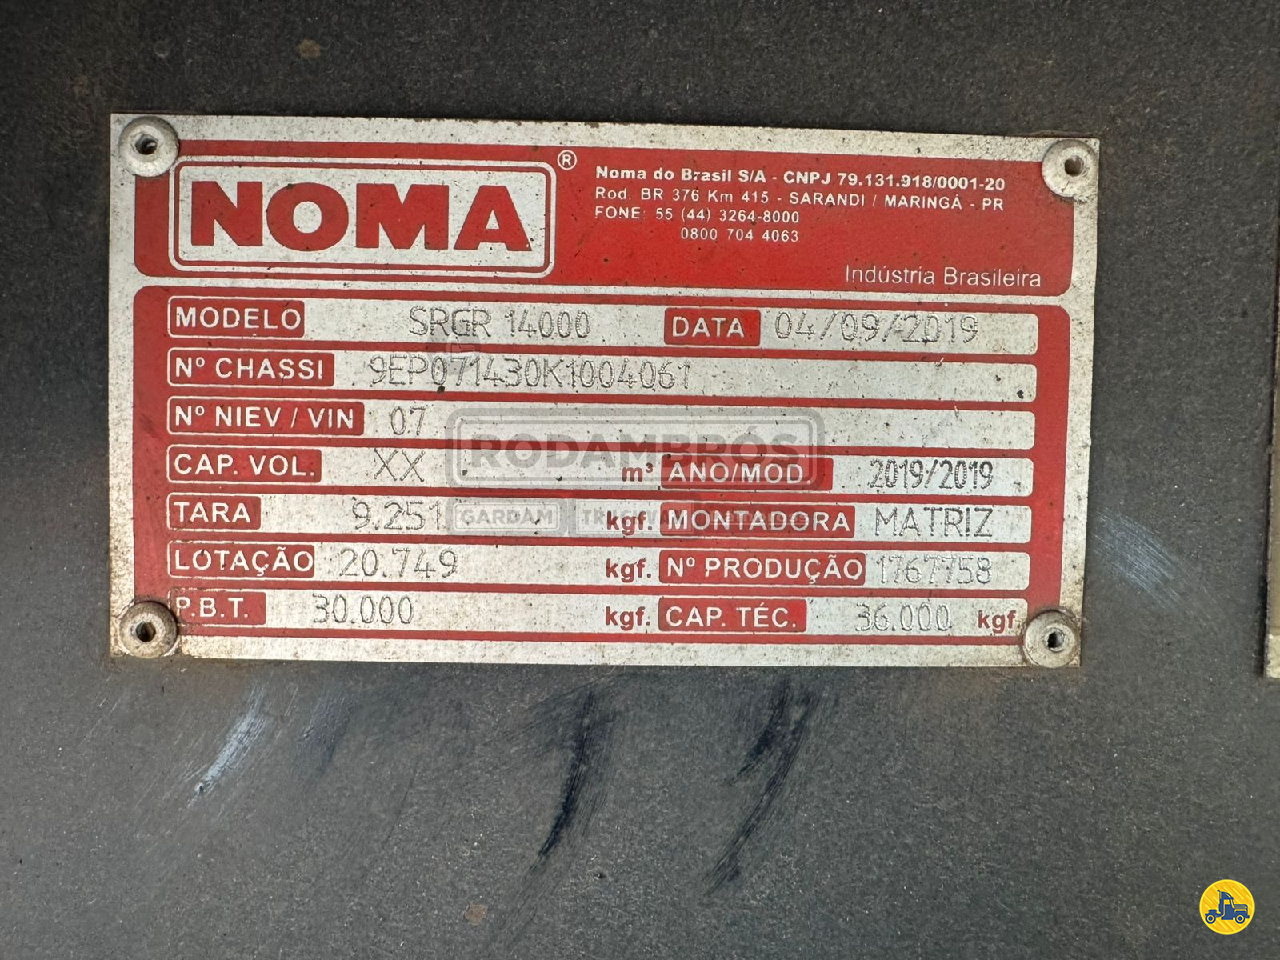 NOMA ®
Noma do Brasil S/A - CNPJ 79.131.918/0001-20
Rod. BR 376 Km 415 - SARANDI / MARINGÁ - PR
FONE: 55 (44) 3264-8000
0800 704 4063
Indústria Brasileira
MODELO SRGR 14000 DATA 04/09/2019
Nº CHASSI 9EP071430K1004061
Nº NIEV / VIN 07
RODAMBRÓS
CAP. VOL. XX m³ ANO/MOD 2019/2019
TARA 9.251 kgf. MONTADORA MATRIZ
GARDAM
LOTAÇÃO 20.749 kgf. Nº PRODUÇÃO 1767758
P.B.T. 30.000 kgf. CAP. TÉC. 36.000 kgf.